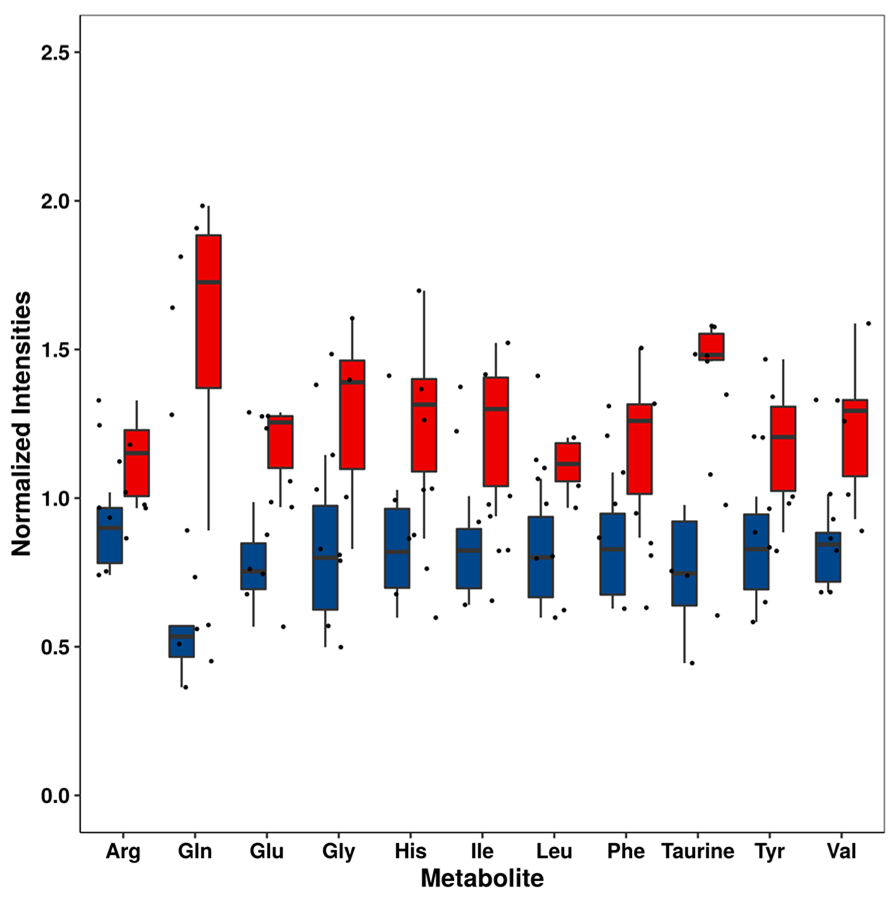 Normalized Intensities
2.5
2.0
1.5
1.0
0.5
0.0
Arg Gln Glu Gly His Ile Leu Phe Taurine Tyr Val
Metabolite